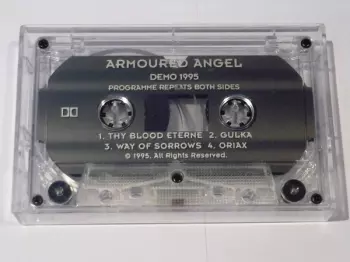 ARMOURED ANGEL
DEMO 1995
PROGRAMME REPEATS BOTH SIDES
1. THY BLOOD ETERNE 2. GULKA
3. WAY OF SORROWS 4. ORIAX
© 1995. All Rights Reserved.